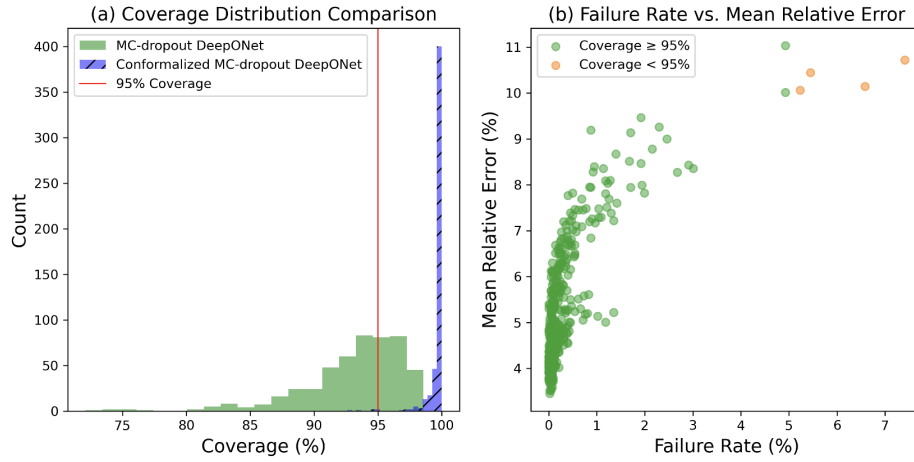 (a) Coverage Distribution Comparison
400
350
300
250
200
150
100
50
0
Count
MC-dropout DeepONet
Conformalized MC-dropout DeepONet
95% Coverage
75
80
85
90
95
100
Coverage (%)
(b) Failure Rate vs. Mean Relative Error
11
10
9
8
7
6
5
4
Mean Relative Error (%)
Coverage ≥ 95%
Coverage < 95%
0
1
2
3
4
5
6
7
Failure Rate (%)